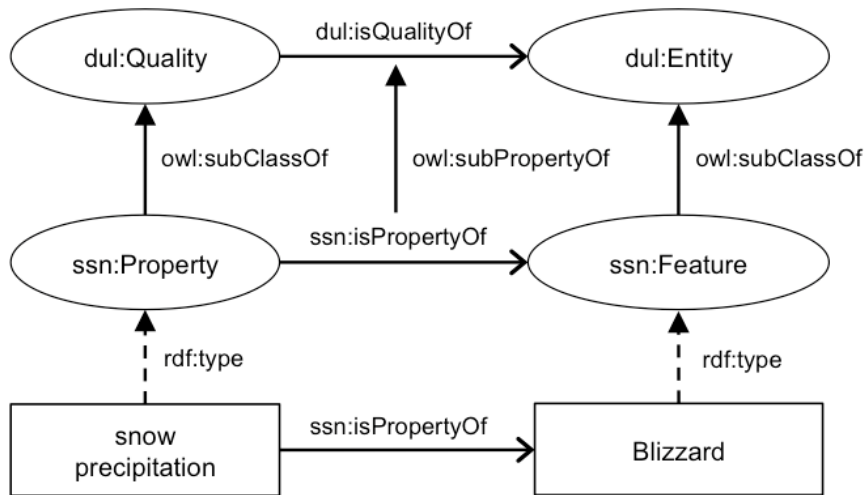 dul:isQualityOf
dul:Quality
dul:Entity
owl:subClassOf
owl:subPropertyOf
owl:subClassOf
ssn:isPropertyOf
ssn:Property
ssn:Feature
rdf:type
rdf:type
snow
precipitation
ssn:isPropertyOf
Blizzard